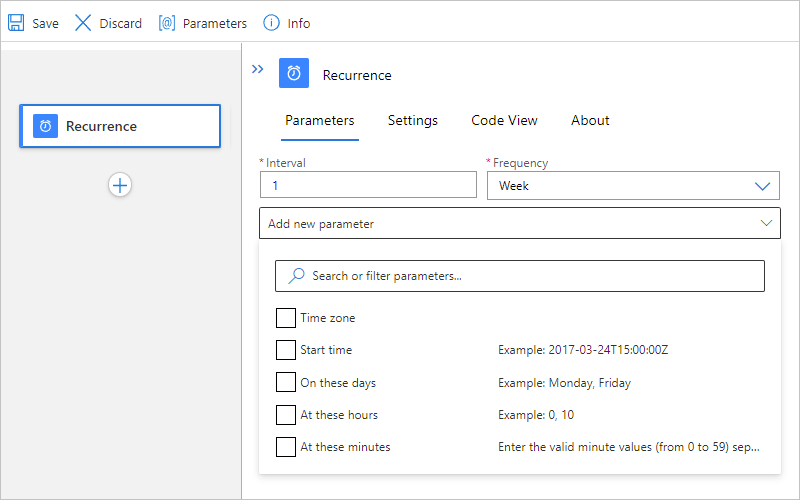 Save Discard [@] Parameters Info
Recurrence
Recurrence
Parameters Settings Code View About
* Interval * Frequency
1 Week
Add new parameter
Search or filter parameters...
Time zone
Start time Example: 2017-03-24T15:00:00Z
On these days Example: Monday, Friday
At these hours Example: 0, 10
At these minutes Enter the valid minute values (from 0 to 59) sep...